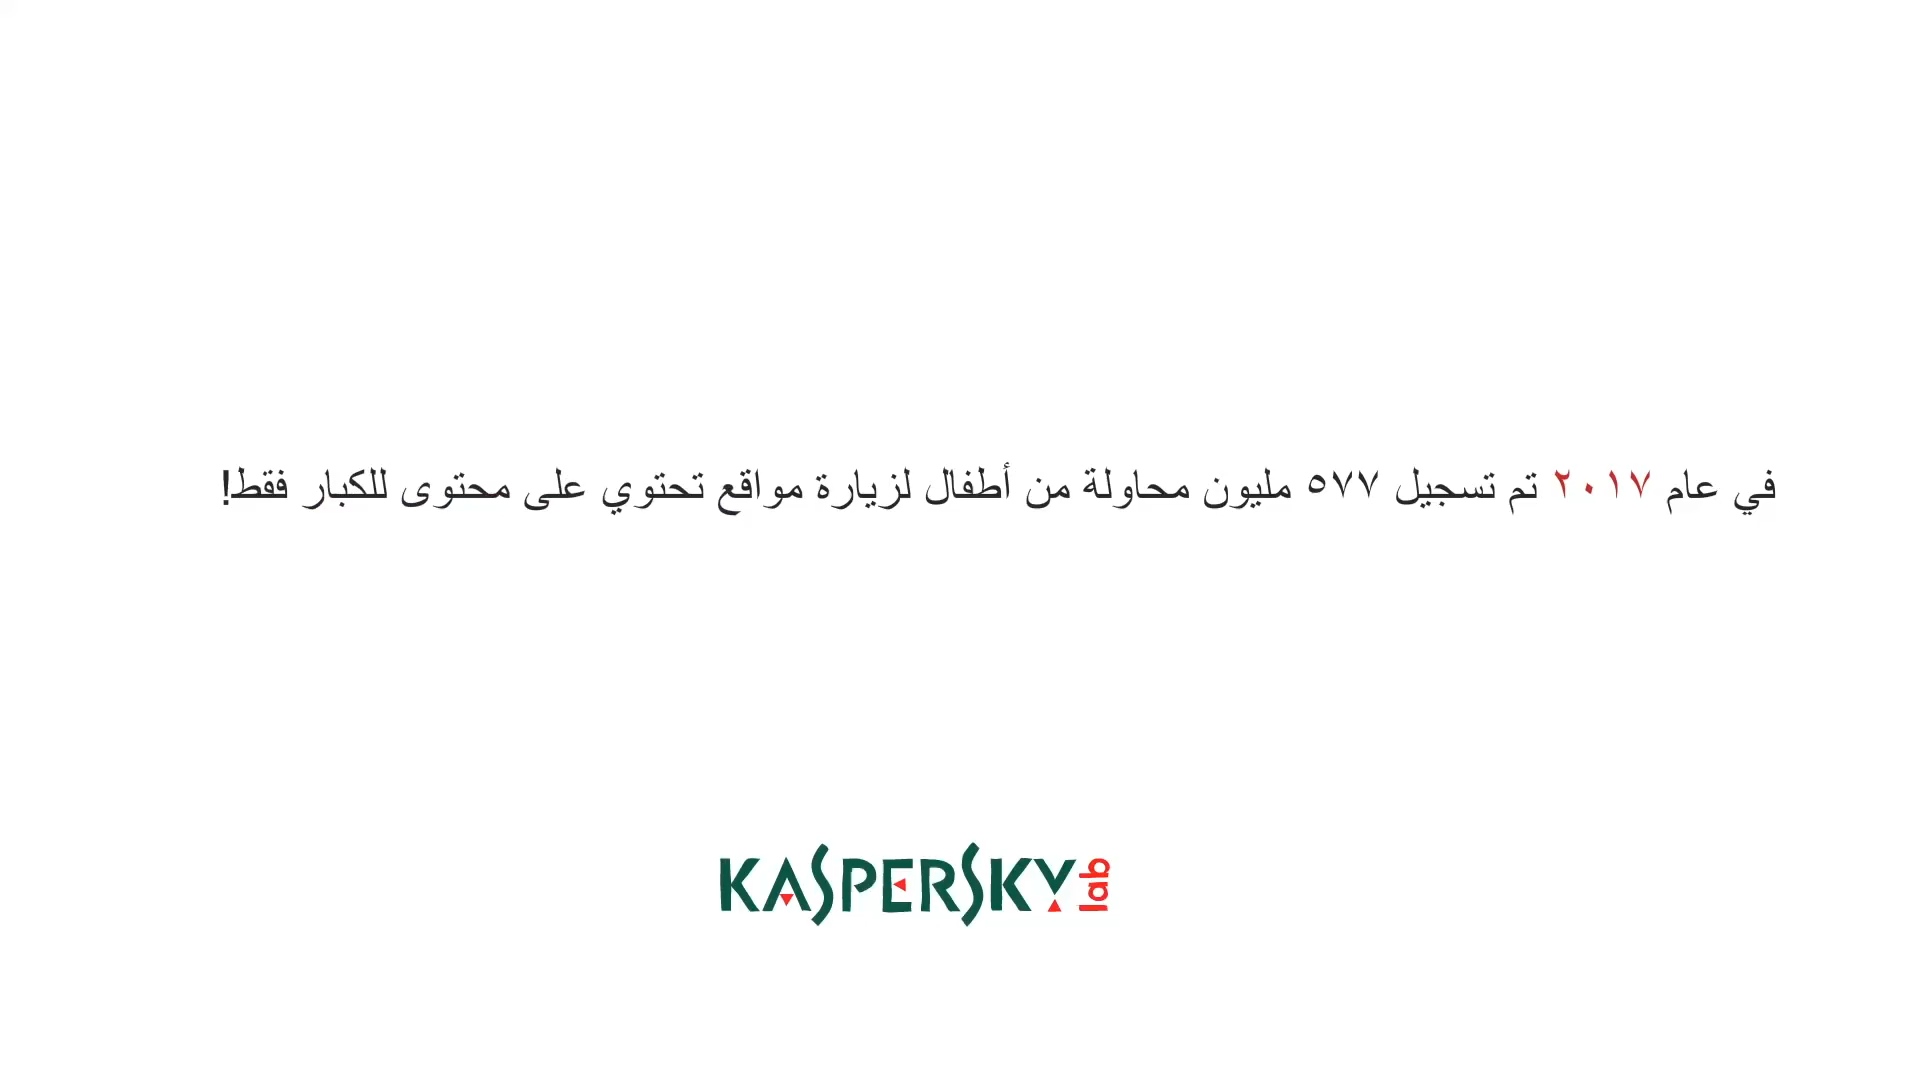 في عام ٢٠١٧ تم تسجيل ٥٧٧ مليون محاولة من أطفال لزيارة مواقع تحتوي على محتوى للكبار فقط!
KASPERSKY lab